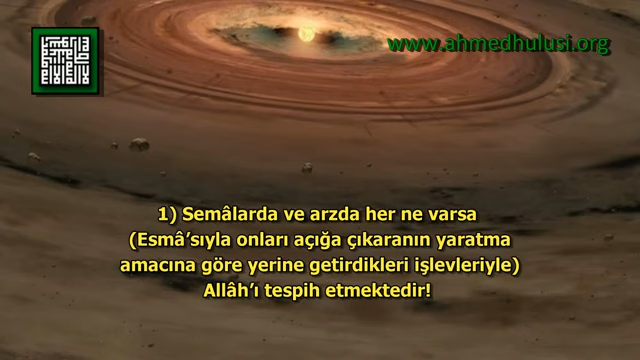 www.ahmedhulusi.org
1) Semâlarda ve arzda her ne varsa
(Esmâ’sıyla onları açığa çıkaranın yaratma
amacına göre yerine getirdikleri işlevleriyle)
Allâh’ı tespih etmektedir!